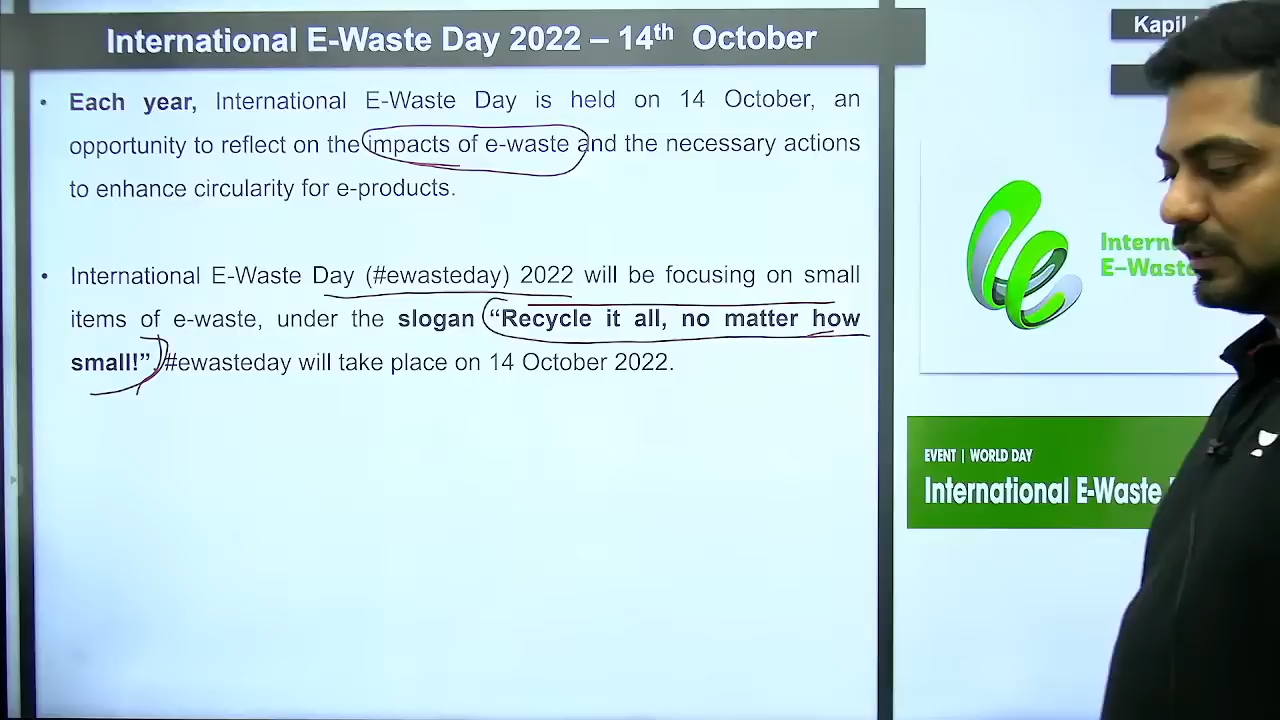 International E-Waste Day 2022 – 14th October
Kapil
• Each year, International E-Waste Day is held on 14 October, an
opportunity to reflect on the impacts of e-waste and the necessary actions
to enhance circularity for e-products.
• International E-Waste Day (#ewasteday) 2022 will be focusing on small
items of e-waste, under the slogan “Recycle it all, no matter how
small!”. #ewasteday will take place on 14 October 2022.
E-Waste
EVENT | WORLD DAY
International E-Waste